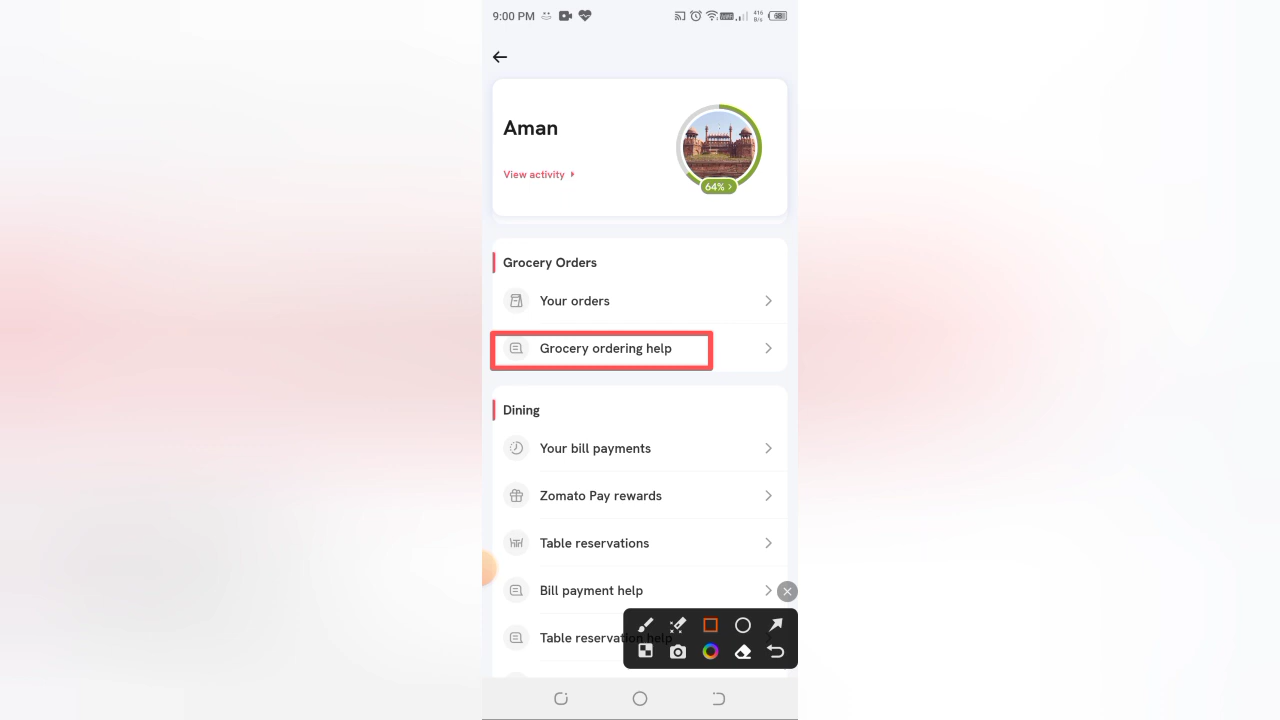 9:00 PM
Aman
View activity
64% >
Grocery Orders
Your orders
Grocery ordering help
Dining
Your bill payments
Zomato Pay rewards
Table reservations
Bill payment help
Table reservation help